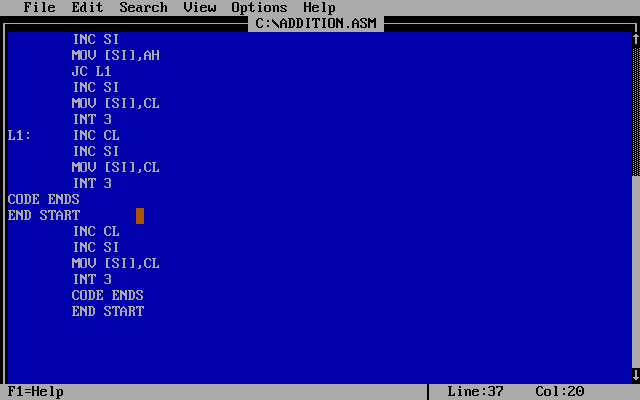 File Edit Search View Options Help
C:\ADDITION.ASM
INC SI
MOV [SI],AH
JC L1
INC SI
MOV [SI],CL
INT 3
L1: INC CL
INC SI
MOV [SI],CL
INT 3
CODE ENDS
END START
INC CL
INC SI
MOV [SI],CL
INT 3
CODE ENDS
END START
F1=Help Line:37 Col:20